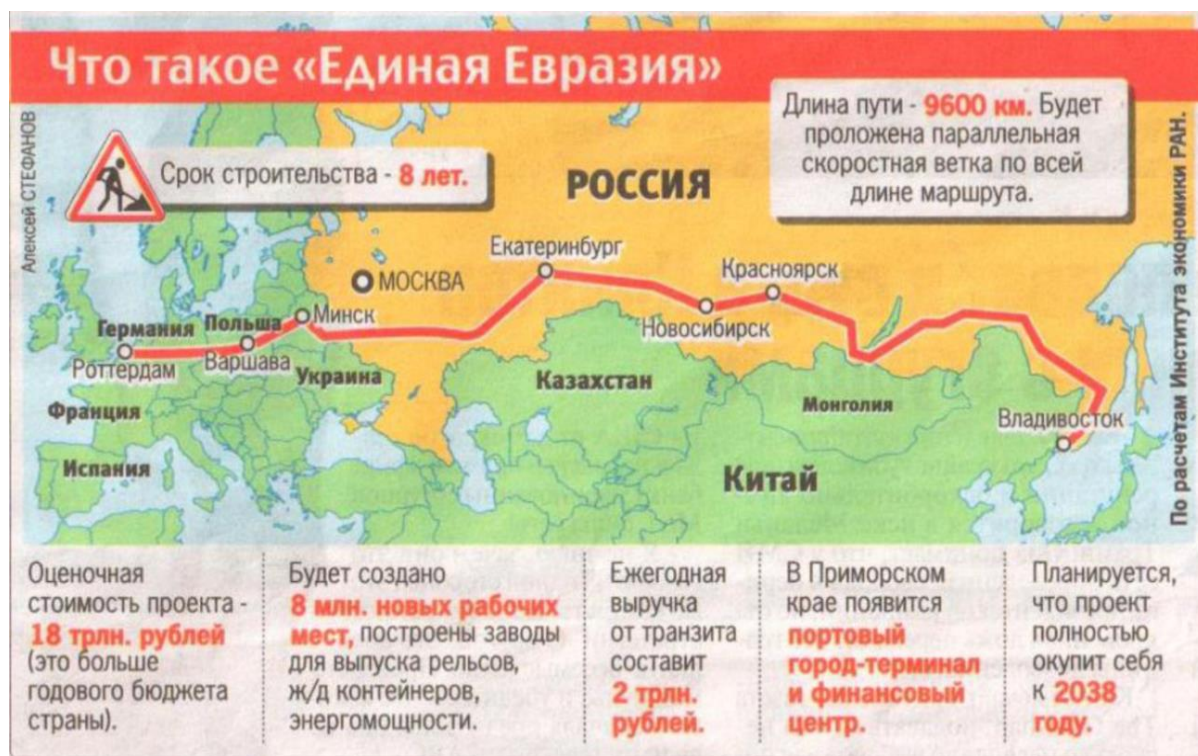 Что такое «Единая Евразия»
Алексей СТЕФАНОВ
Срок строительства - 8 лет.
РОССИЯ
Длина пути - 9600 км. Будет
проложена параллельная
скоростная ветка по всей
длине маршрута.
По расчетам Института экономики РАН.
Екатеринбург
Красноярск
МОСКВА
Минск
Новосибирск
Германия
Польша
Роттердам
Варшава
Украина
Казахстан
Монголия
Франция
Владивосток
Испания
Китай
Оценочная
стоимость проекта -
18 трлн. рублей
(это больше
годового бюджета
страны).
Будет создано
8 млн. новых рабочих
мест, построены заводы
для выпуска рельсов,
ж/д контейнеров,
энергомощности.
Ежегодная
выручка
от транзита
составит
2 трлн.
рублей.
В Приморском
крае появится
портовый
город-терминал
и финансовый
центр.
Планируется,
что проект
полностью
окупит себя
к 2038
году.